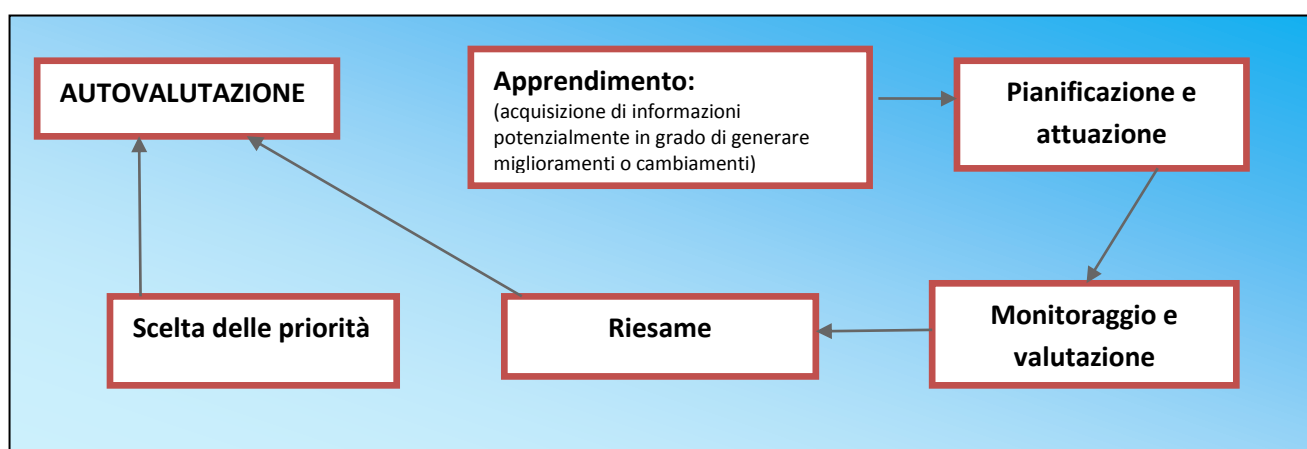 AUTOVALUTAZIONE
Apprendimento:
(acquisizione di informazioni
potenzialmente in grado di generare
miglioramenti o cambiamenti)
Pianificazione e
attuazione
Scelta delle priorità
Riesame
Monitoraggio e
valutazione